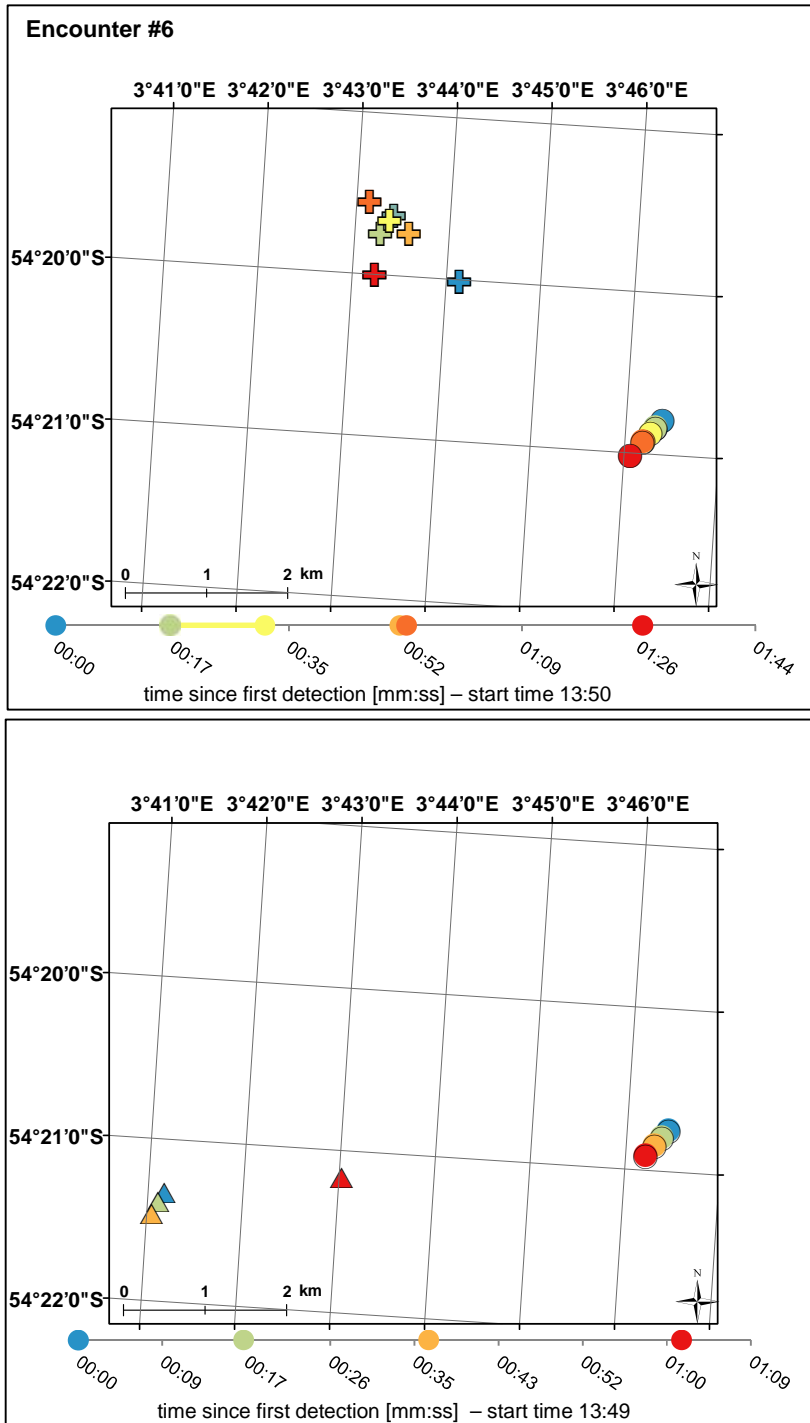 Encounter #6
3°41'0"E 3°42'0"E 3°43'0"E 3°44'0"E 3°45'0"E 3°46'0"E
54°20'0"S
54°21'0"S
54°22'0"S
N
0 1 2 km
00:00 00:17 00:35 00:52 01:09 01:26 01:44
time since first detection [mm:ss] – start time 13:50
3°41'0"E 3°42'0"E 3°43'0"E 3°44'0"E 3°45'0"E 3°46'0"E
54°20'0"S
54°21'0"S
54°22'0"S
N
0 1 2 km
00:00 00:09 00:17 00:26 00:35 00:43 00:52 01:00 01:09
time since first detection [mm:ss] – start time 13:49